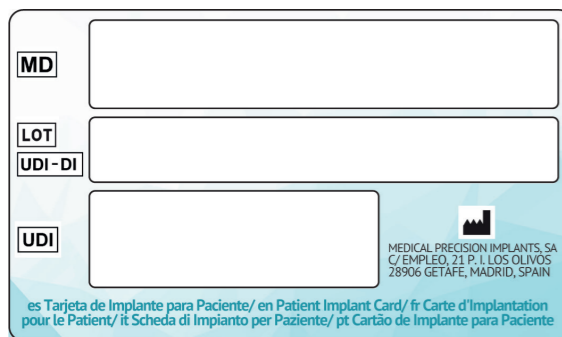 MD
LOT
UDI-DI
UDI
MEDICAL PRECISION IMPLANTS, SA
C/ EMPLEO, 21 P. I. LOS OLIVOS
28906 GETAFE, MADRID, SPAIN
es Tarjeta de Implante para Paciente/ en Patient Implant Card/ fr Carte d'Implantation
pour le Patient/ it Scheda di Impianto per Paziente/ pt Cartão de Implante para Paciente